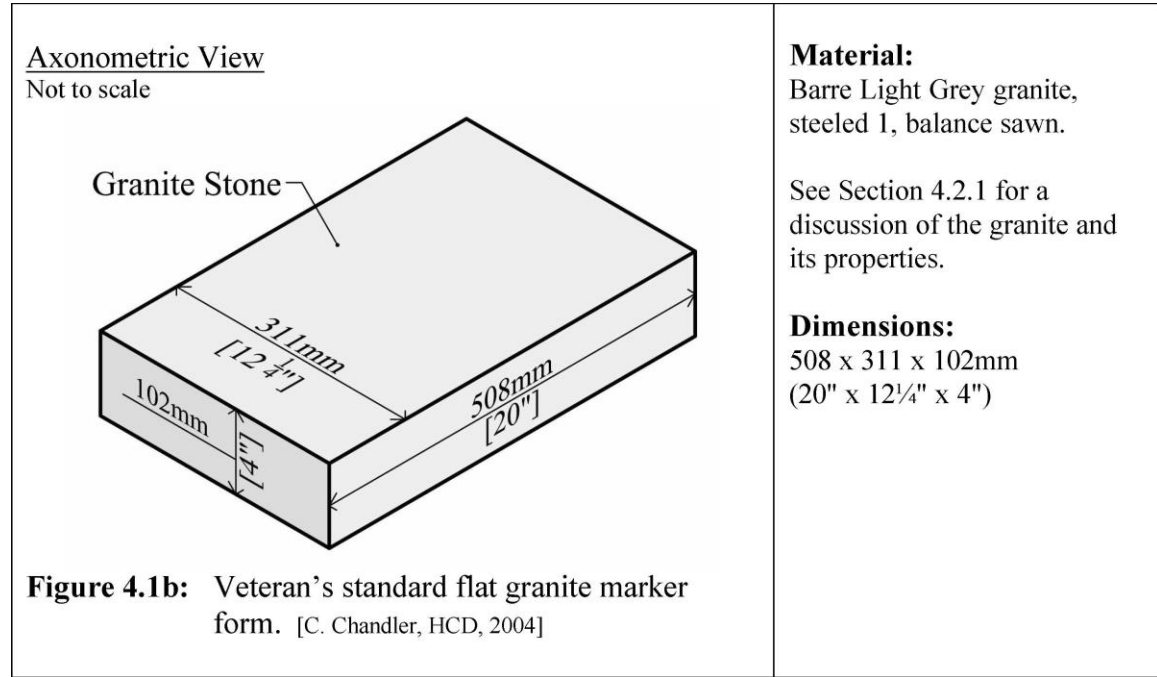 Axonometric View
Not to scale
Granite Stone
311mm
[12 1/4"]
102mm
[4"]
508mm
[20"]
Figure 4.1b: Veteran’s standard flat granite marker
form. [C. Chandler, HCD, 2004]
Material:
Barre Light Grey granite,
steeled 1, balance sawn.
See Section 4.2.1 for a
discussion of the granite and
its properties.
Dimensions:
508 x 311 x 102mm
(20" x 12¼" x 4")